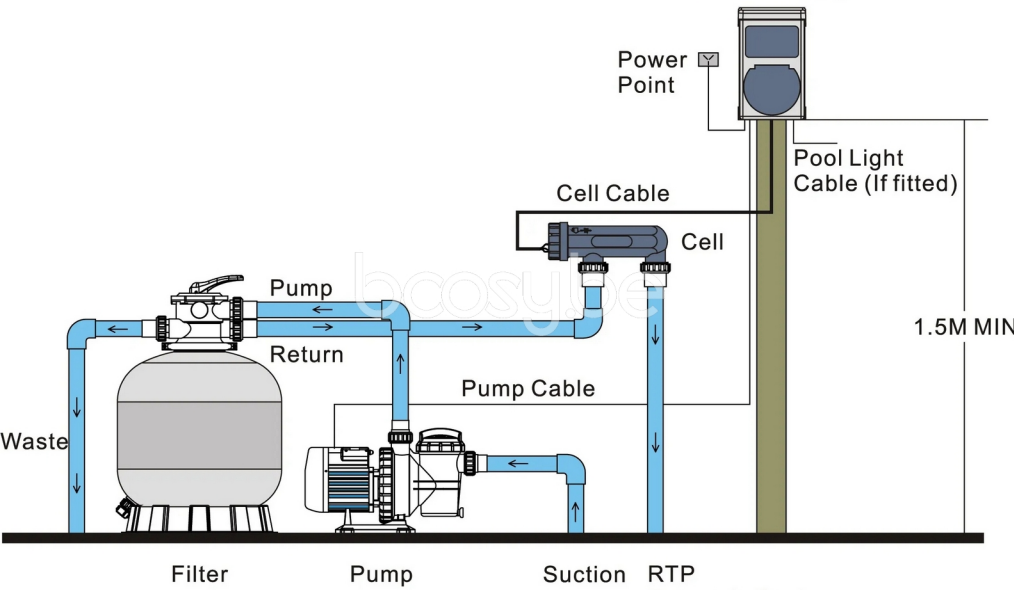 Power
Point
Pool Light
Cable (If fitted)
Cell Cable
Cell
bcosybe
Pump
Return
1.5M MIN
Pump Cable
Waste
Filter
Pump
Suction
RTP